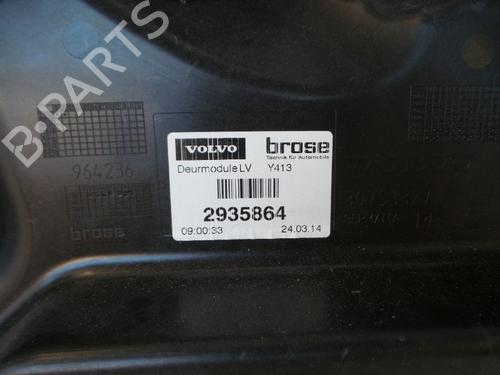 B-PARTS
VOLVO
brose
Technik für Automobile
Deurmodule LV Y413
2935864
09:00:33 24.03.14
964236
brose